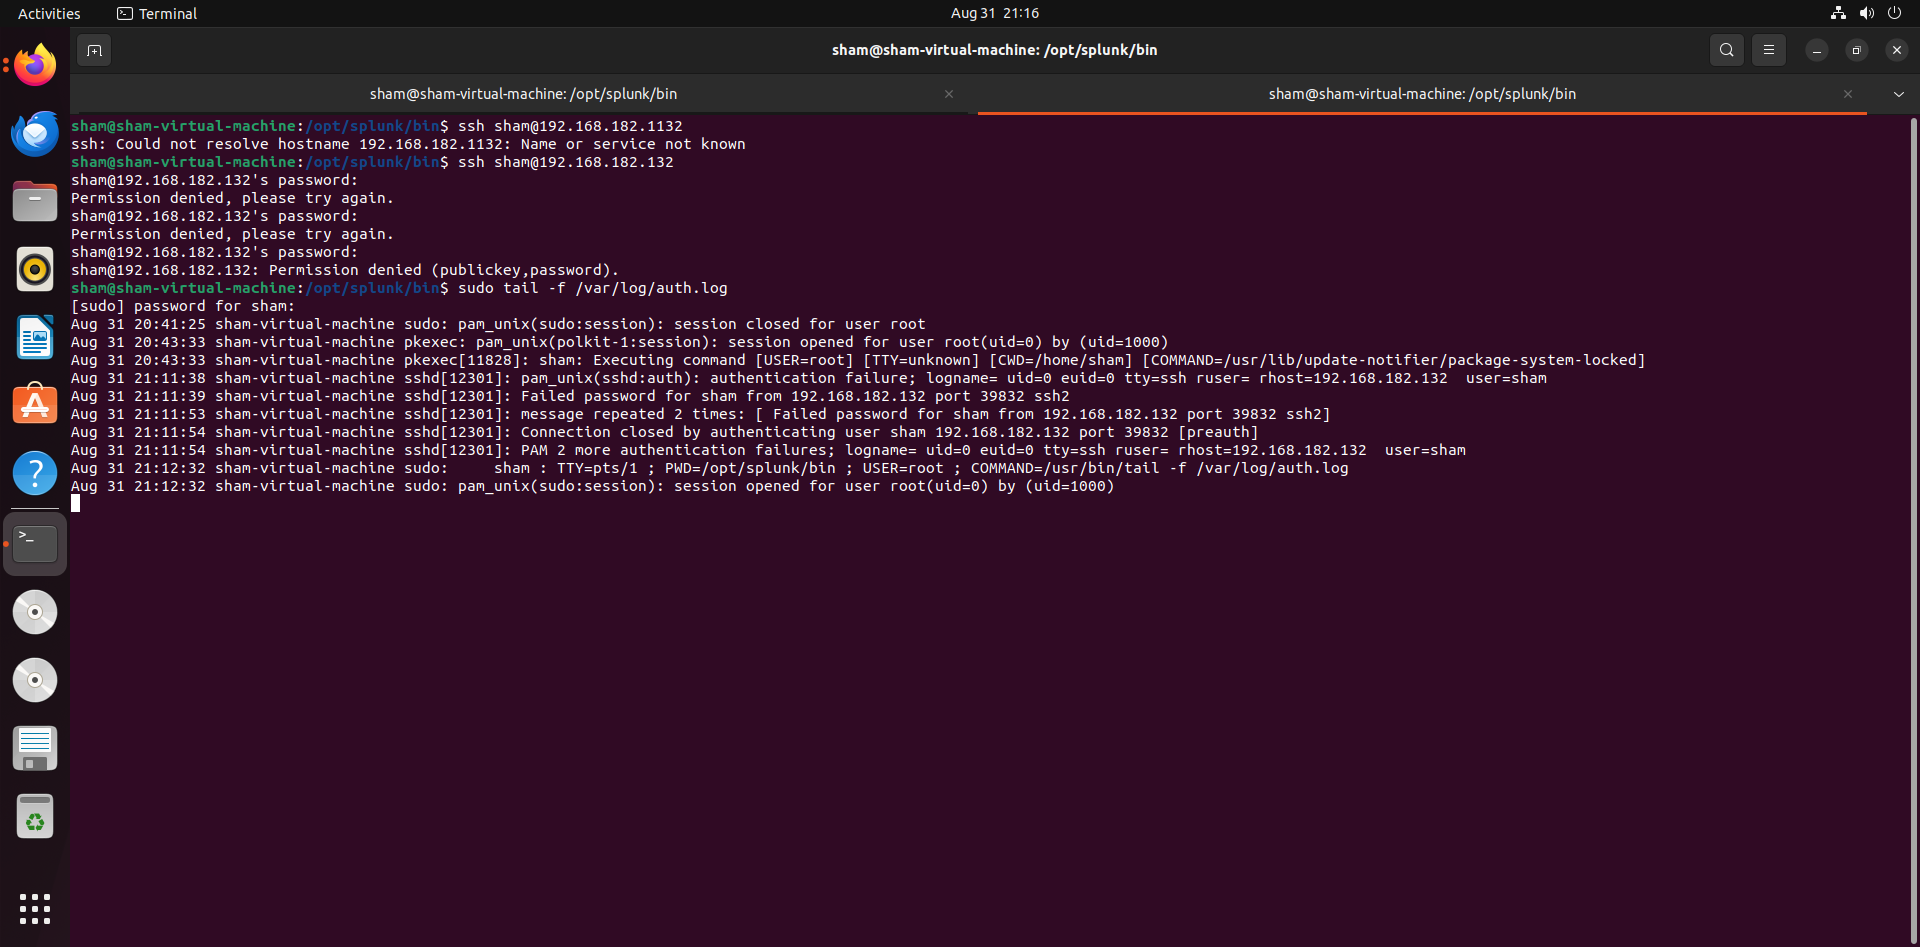 Activities
Terminal
Aug 31 21:16
sham@sham-virtual-machine: /opt/splunk/bin
sham@sham-virtual-machine: /opt/splunk/bin
sham@sham-virtual-machine: /opt/splunk/bin
sham@sham-virtual-machine:/opt/splunk/bin$ ssh sham@192.168.182.1132
ssh: Could not resolve hostname 192.168.182.1132: Name or service not known
sham@sham-virtual-machine:/opt/splunk/bin$ ssh sham@192.168.182.132
sham@192.168.182.132's password:
Permission denied, please try again.
sham@192.168.182.132's password:
Permission denied, please try again.
sham@192.168.182.132's password:
sham@192.168.182.132: Permission denied (publickey,password).
sham@sham-virtual-machine:/opt/splunk/bin$ sudo tail -f /var/log/auth.log
[sudo] password for sham:
Aug 31 20:41:25 sham-virtual-machine sudo: pam_unix(sudo:session): session closed for user root
Aug 31 20:43:33 sham-virtual-machine pkexec: pam_unix(polkit-1:session): session opened for user root(uid=0) by (uid=1000)
Aug 31 20:43:33 sham-virtual-machine pkexec[11828]: sham: Executing command [USER=root] [TTY=unknown] [CWD=/home/sham] [COMMAND=/usr/lib/update-notifier/package-system-locked]
Aug 31 21:11:38 sham-virtual-machine sshd[12301]: pam_unix(sshd:auth): authentication failure; logname= uid=0 euid=0 tty=ssh ruser= rhost=192.168.182.132  user=sham
Aug 31 21:11:39 sham-virtual-machine sshd[12301]: Failed password for sham from 192.168.182.132 port 39832 ssh2
Aug 31 21:11:53 sham-virtual-machine sshd[12301]: message repeated 2 times: [ Failed password for sham from 192.168.182.132 port 39832 ssh2]
Aug 31 21:11:54 sham-virtual-machine sshd[12301]: Connection closed by authenticating user sham 192.168.182.132 port 39832 [preauth]
Aug 31 21:11:54 sham-virtual-machine sshd[12301]: PAM 2 more authentication failures; logname= uid=0 euid=0 tty=ssh ruser= rhost=192.168.182.132  user=sham
Aug 31 21:12:32 sham-virtual-machine sudo:     sham : TTY=pts/1 ; PWD=/opt/splunk/bin ; USER=root ; COMMAND=/usr/bin/tail -f /var/log/auth.log
Aug 31 21:12:32 sham-virtual-machine sudo: pam_unix(sudo:session): session opened for user root(uid=0) by (uid=1000)